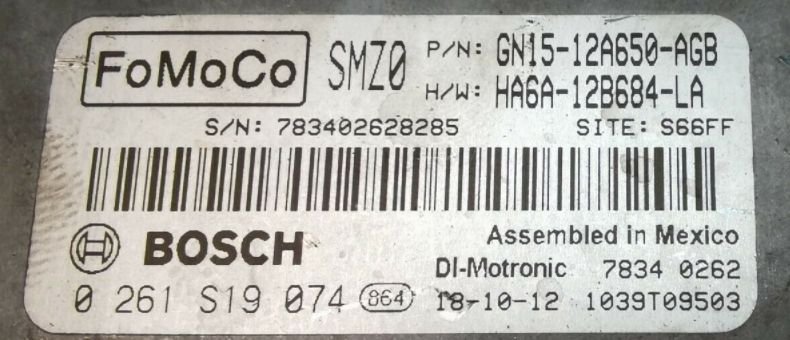 FoMoCo SMZ0 P/N: GN15-12A650-AGB
H/W: HA6A-12B684-LA
S/N: 783402628285 SITE: S66FF
BOSCH Assembled in Mexico
DI-Motronic 7834 0262
0 261 S19 074 864 18-10-12 1039T09503